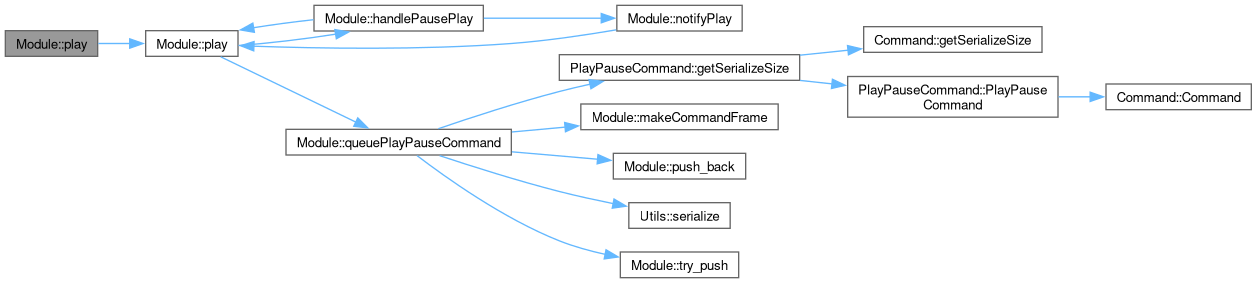 Module::play
Module::play
Module::handlePausePlay
Module::notifyPlay
Module::queuePlayPauseCommand
PlayPauseCommand::getSerializeSize
Command::getSerializeSize
PlayPauseCommand::PlayPause
Command
Command::Command
Module::makeCommandFrame
Module::push_back
Utils::serialize
Module::try_push